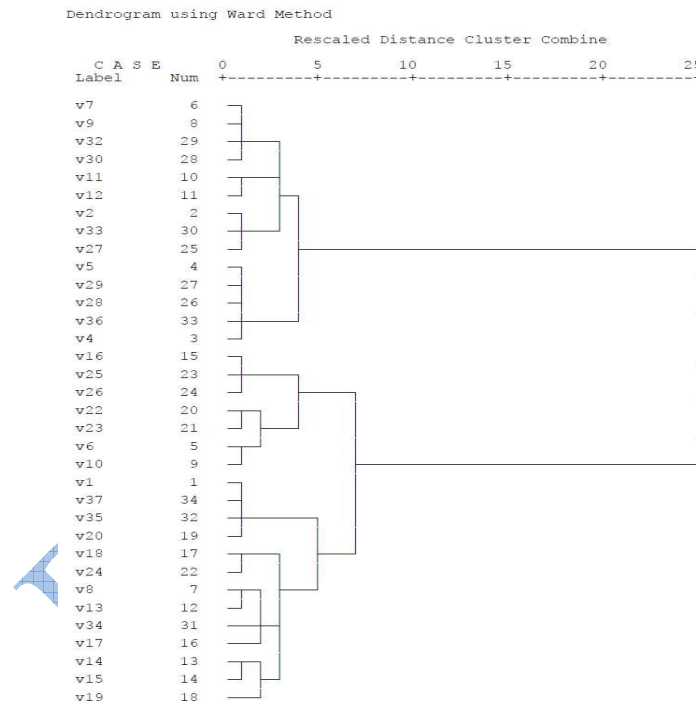 Dendrogram using Ward Method
Rescaled Distance Cluster Combine
C A S E 0 5 10 15 20 25
Label Num
v7 6
v9 8
v32 29
v30 28
v11 10
v12 11
v2 2
v33 30
v27 25
v5 4
v29 27
v28 26
v36 33
v4 3
v16 15
v25 23
v26 24
v22 20
v23 21
v6 5
v10 9
v1 1
v37 34
v35 32
v20 19
v18 17
v24 22
v8 7
v13 12
v34 31
v17 16
v14 13
v15 14
v19 18